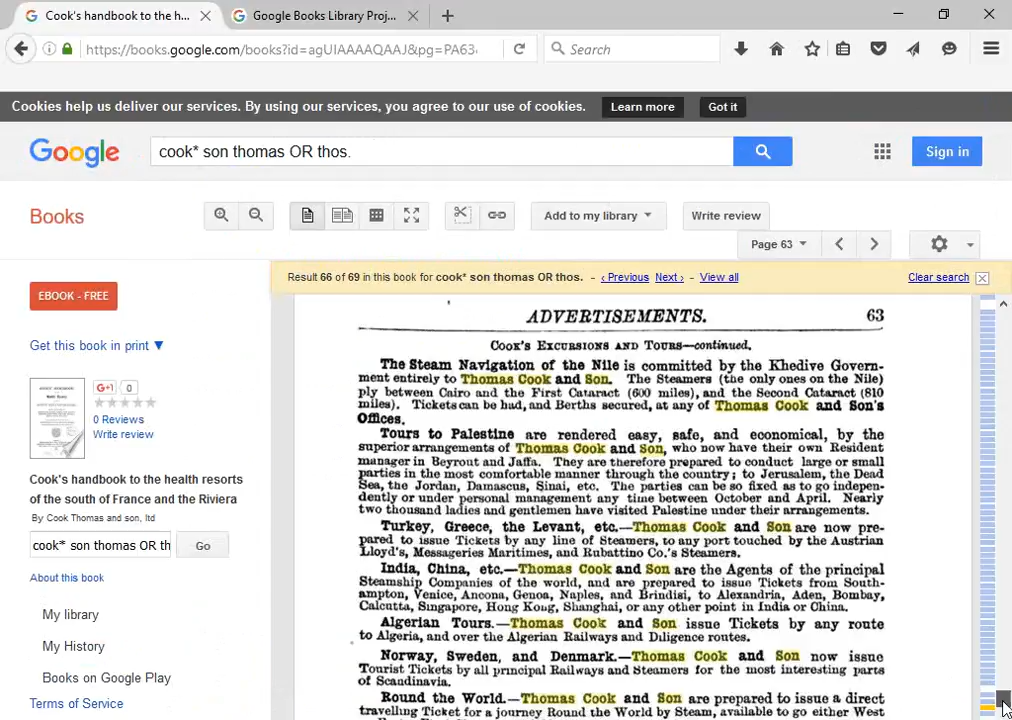 Cook's handbook to the h...
Google Books Library Proj...
https://books.google.com/books?id=agUIAAAAQAAJ&pg=PA63
Search
Cookies help us deliver our services. By using our services, you agree to our use of cookies. Learn more Got it
Google
cook* son thomas OR thos.
Sign in
Books
Add to my library
Write review
Page 63
Result 66 of 69 in this book for cook* son thomas OR thos. - ‹ Previous Next › - View all
Clear search
EBOOK - FREE
Get this book in print ▼
G+1 0
0 Reviews
Write review
Cook's handbook to the health resorts
of the south of France and the Riviera
By Cook Thomas and son, ltd
cook* son thomas OR th
Go
About this book
My library
My History
Books on Google Play
Terms of Service
ADVERTISEMENTS. 63
COOK'S EXCURSIONS AND TOURS—continued.
The Steam Navigation of the Nile is committed by the Khedive Govern-
ment entirely to Thomas Cook and Son. The Steamers (the only ones on the Nile)
ply between Cairo and the First Cataract (600 miles), and the Second Cataract (810
miles). Tickets can be had, and Berths secured, at any of Thomas Cook and Son's
Offices.
Tours to Palestine are rendered easy, safe, and economical, by the
superior arrangements of Thomas Cook and Son, who now have their own Resident
manager in Beyrout and Jaffa. They are therefore prepared to conduct large or small
parties in the most comfortable manner through the country; to Jerusalem, the Dead
Sea, the Jordan, Damascus, Sinai, etc. The parties can be so fixed as to go indepen-
dently or under personal management any time between October and April. Nearly
two thousand ladies and gentlemen have visited Palestine under their arrangements.
Turkey, Greece, the Levant, etc.—Thomas Cook and Son are now pre-
pared to issue Tickets by any line of Steamers, to any port touched by the Austrian
Lloyd's, Messageries Maritimes, and Rubattino Co.'s Steamers.
India, China, etc.—Thomas Cook and Son are the Agents of the principal
Steamship Companies of the world, and are prepared to issue Tickets from South-
ampton, Venice, Ancona, Genoa, Naples, and Brindisi, to Alexandria, Aden, Bombay,
Calcutta, Singapore, Hong Kong, Shanghai, or any other point in India or China.
Algerian Tours.—Thomas Cook and Son issue Tickets by any route
to Algeria, and over the Algerian Railways and Diligence routes.
Norway, Sweden, and Denmark.—Thomas Cook and Son now issue
Tourist Tickets by all principal Railways and Steamers for the most interesting parts
of Scandinavia.
Round the World.—Thomas Cook and Son are prepared to issue a direct
travelling Ticket for a journey Round the World by Steam, available to go either West